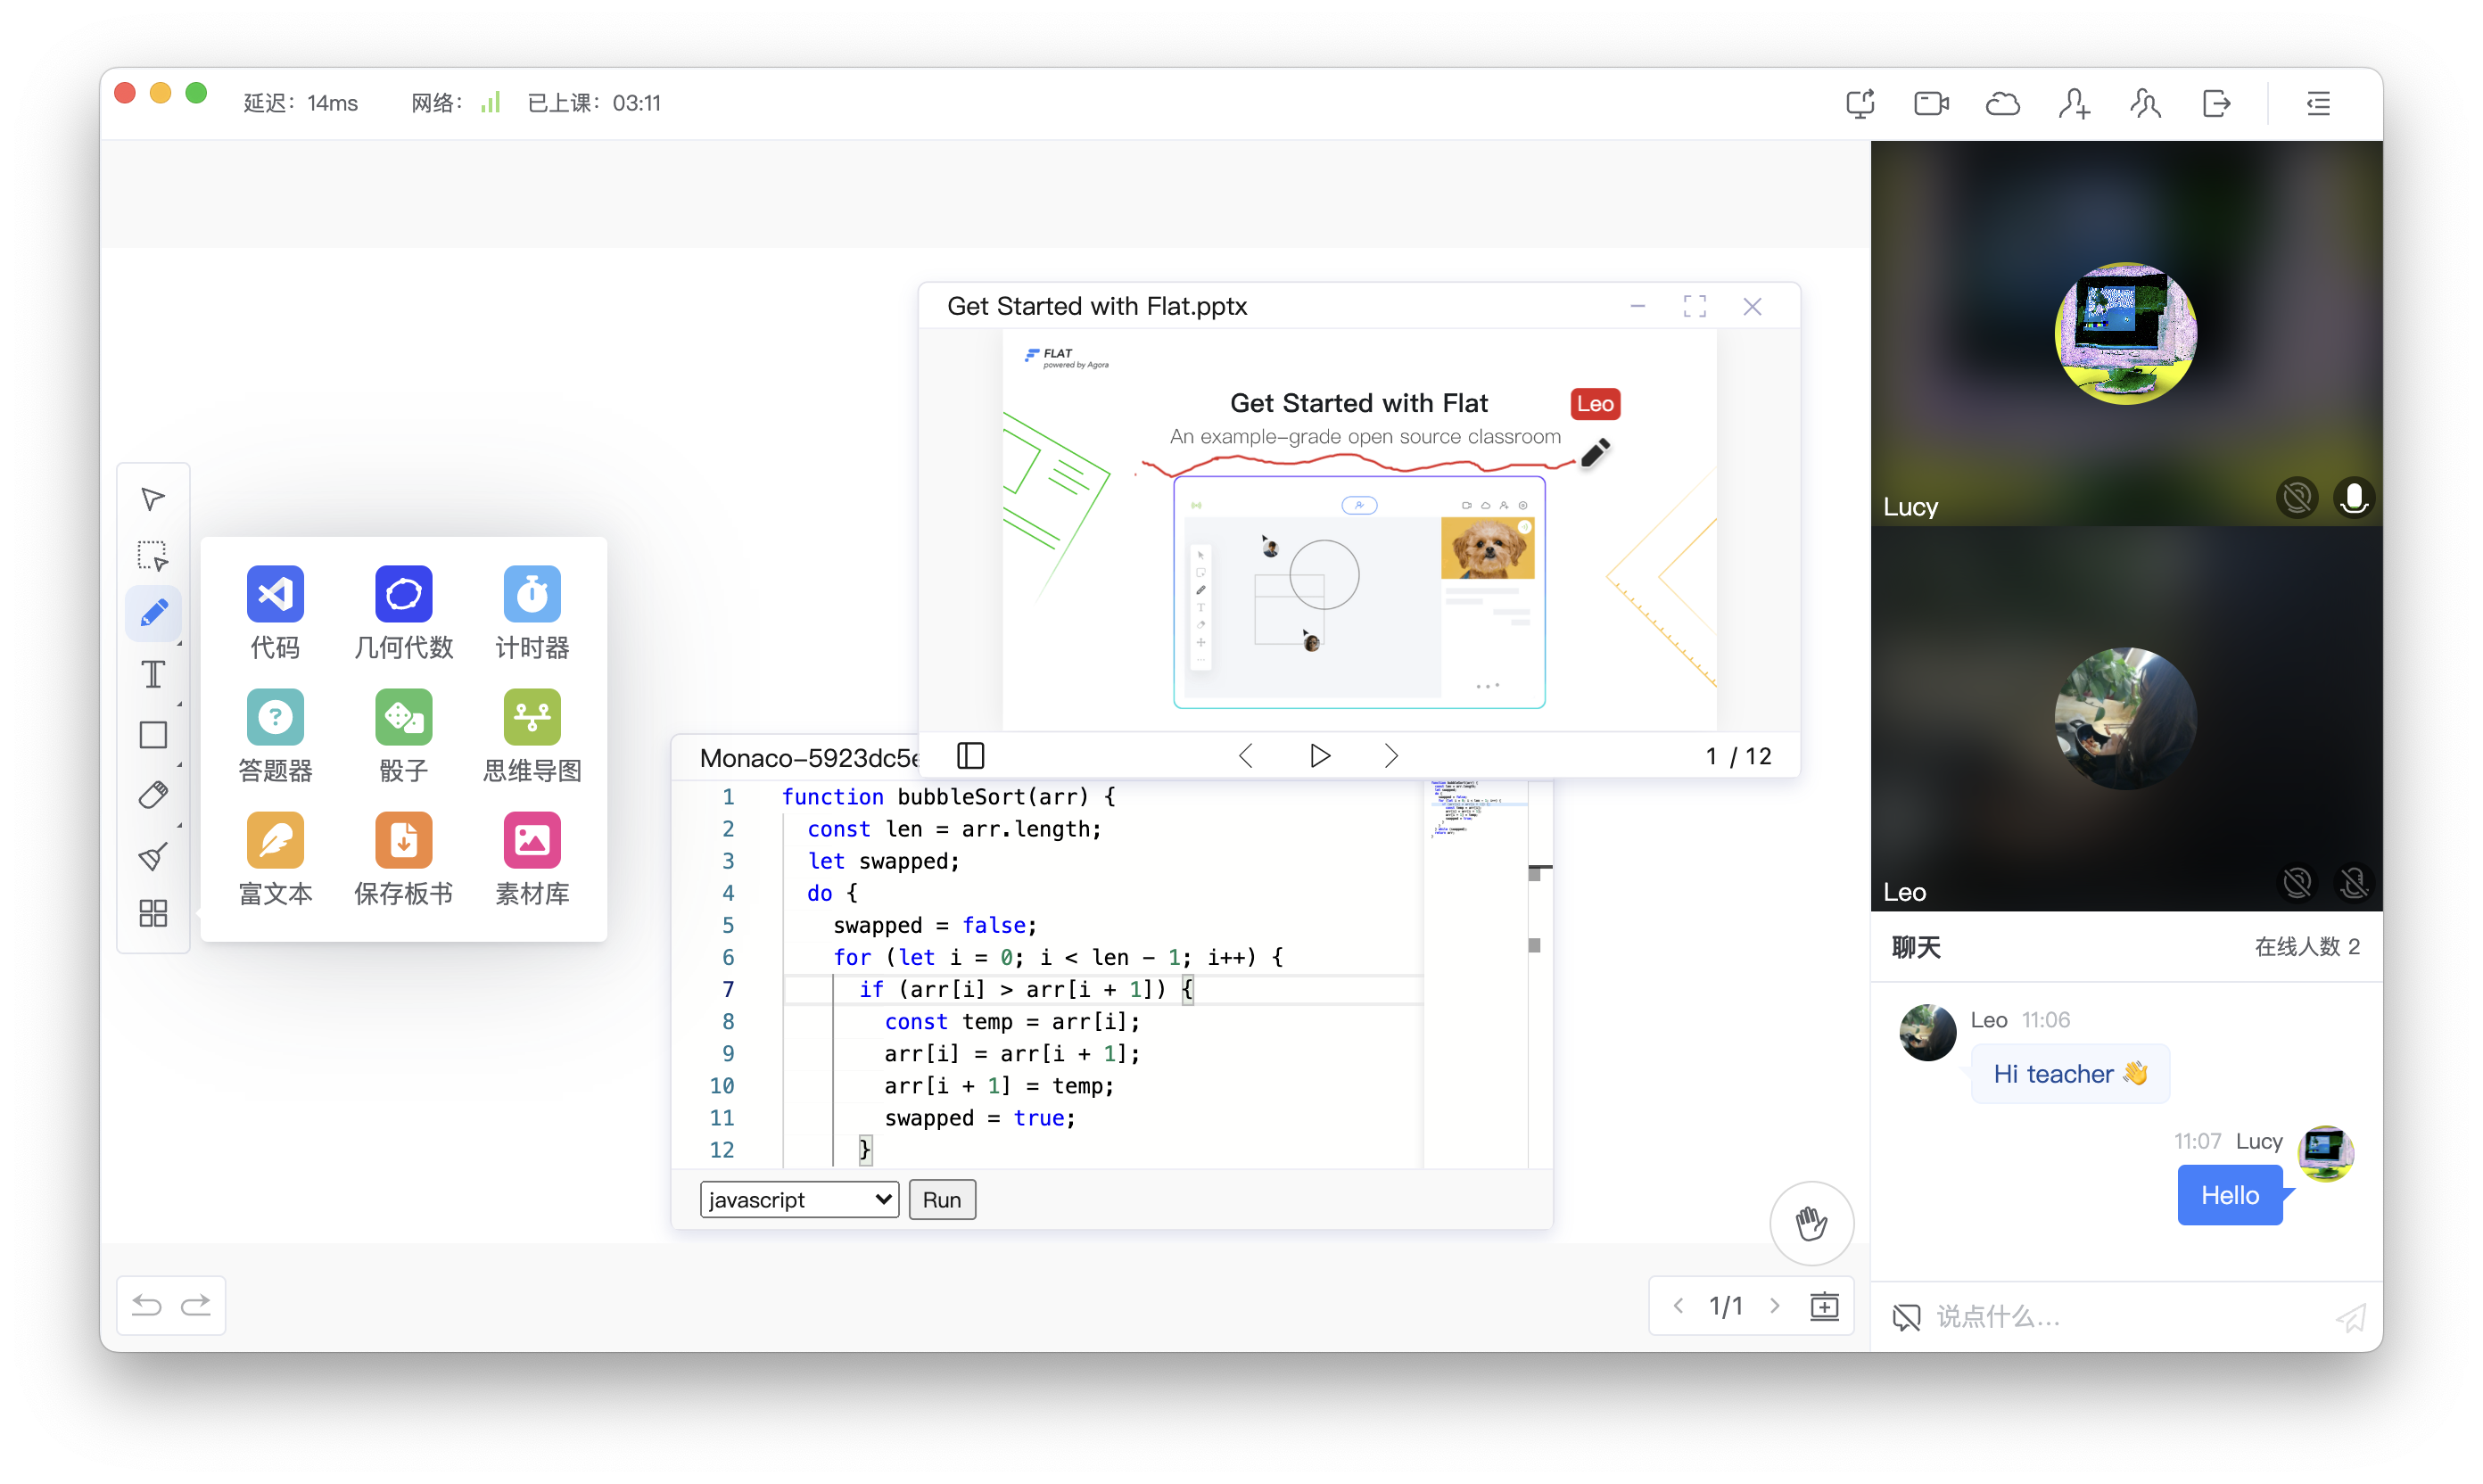 延迟：14ms 网络： 已上课：03:11
Get Started with Flat.pptx
FLAT
powered by Agora
Get Started with Flat
Leo
An example-grade open source classroom
1 / 12
代码 几何代数 计时器
答题器 骰子 思维导图
富文本 保存板书 素材库
Monaco-5923dc5
1 function bubbleSort(arr) {
2 const len = arr.length;
3 let swapped;
4 do {
5 swapped = false;
6 for (let i = 0; i < len - 1; i++) {
7 if (arr[i] > arr[i + 1]) {
8 const temp = arr[i];
9 arr[i] = arr[i + 1];
10 arr[i + 1] = temp;
11 swapped = true;
12 }
javascript Run
1/1
Lucy
Leo
聊天 在线人数 2
Leo 11:06
Hi teacher 👋
11:07 Lucy
Hello
说点什么...